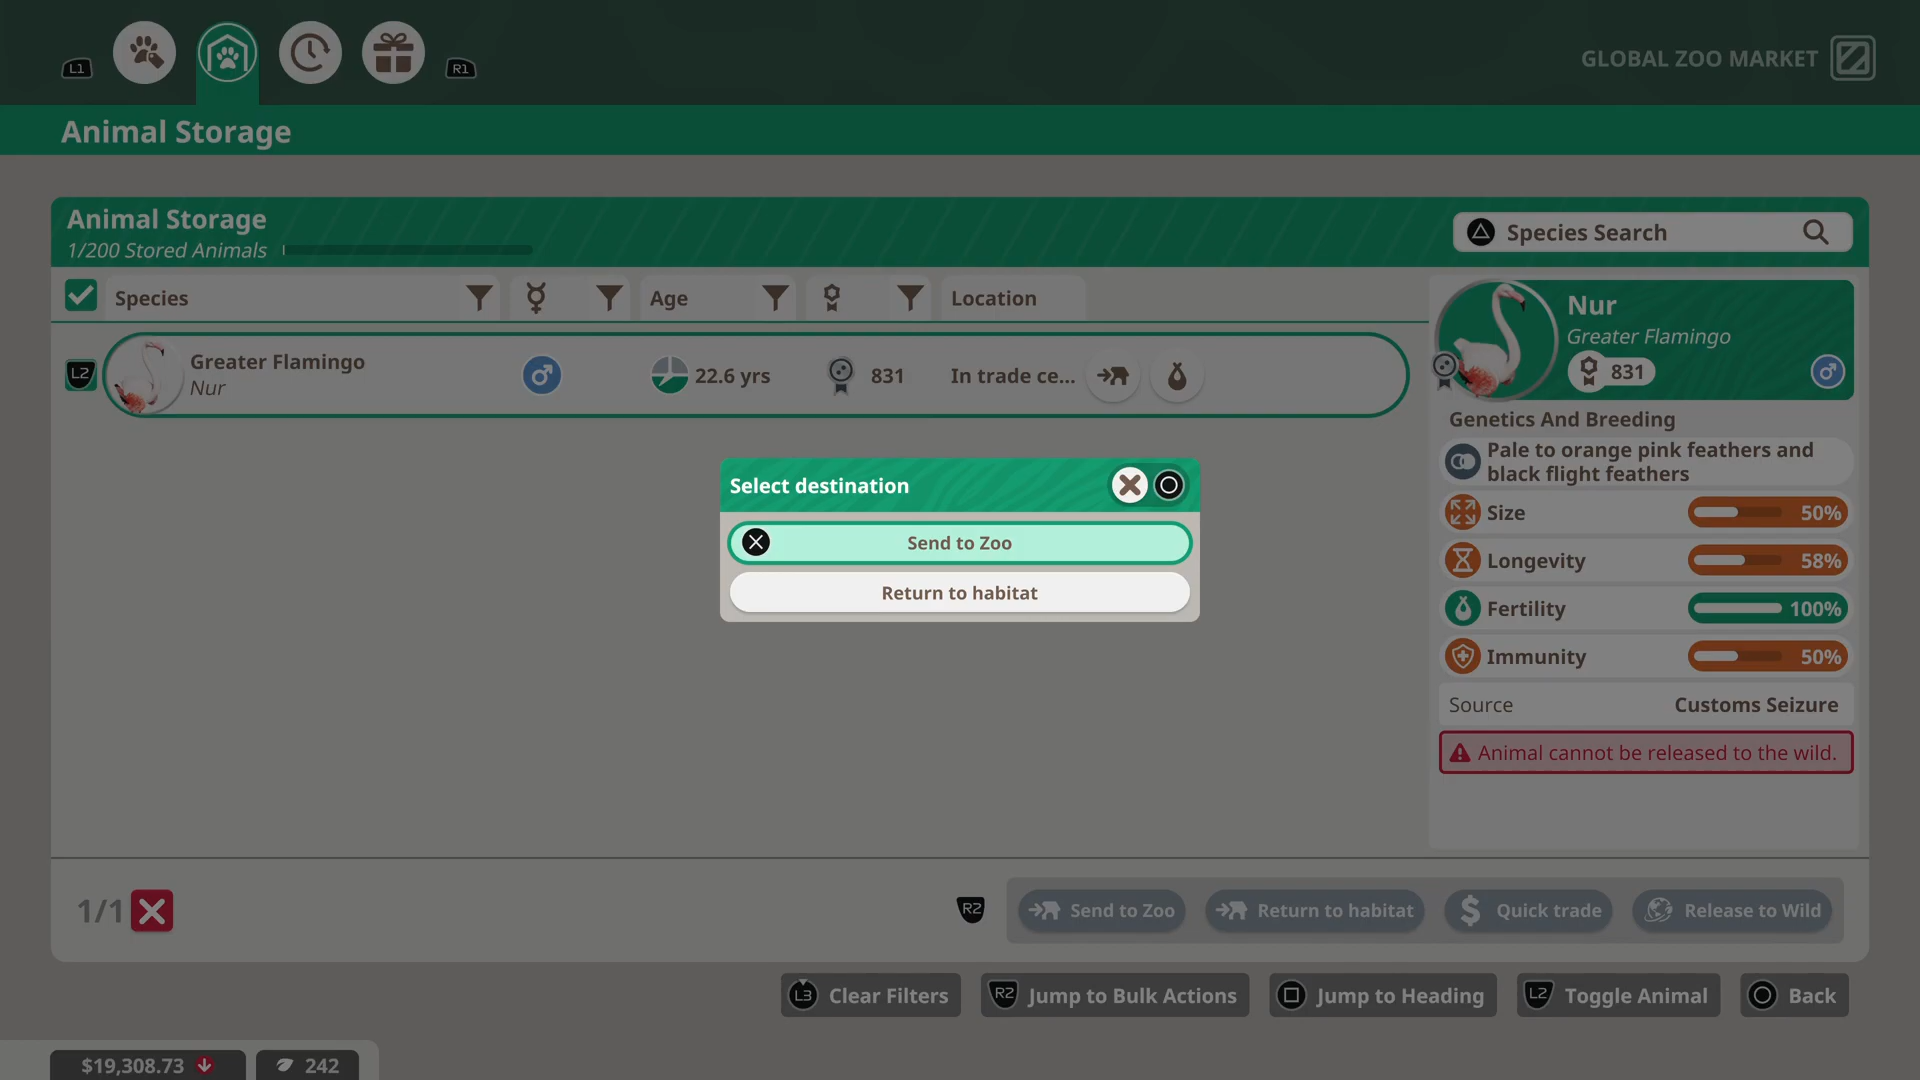 L1
R1
GLOBAL ZOO MARKET
Animal Storage
Animal Storage
1/200 Stored Animals
Species Search
Species
Age
Location
L2
Greater Flamingo
Nur
22.6 yrs
831
In trade ce...
Nur
Greater Flamingo
831
Genetics And Breeding
Pale to orange pink feathers and
black flight feathers
Size
50%
Longevity
58%
Fertility
100%
Immunity
50%
Source
Customs Seizure
Animal cannot be released to the wild.
Select destination
Send to Zoo
Return to habitat
1/1
R2
Send to Zoo
Return to habitat
Quick trade
Release to Wild
L3 Clear Filters
R2 Jump to Bulk Actions
Jump to Heading
L2 Toggle Animal
Back
$19,308.73
242